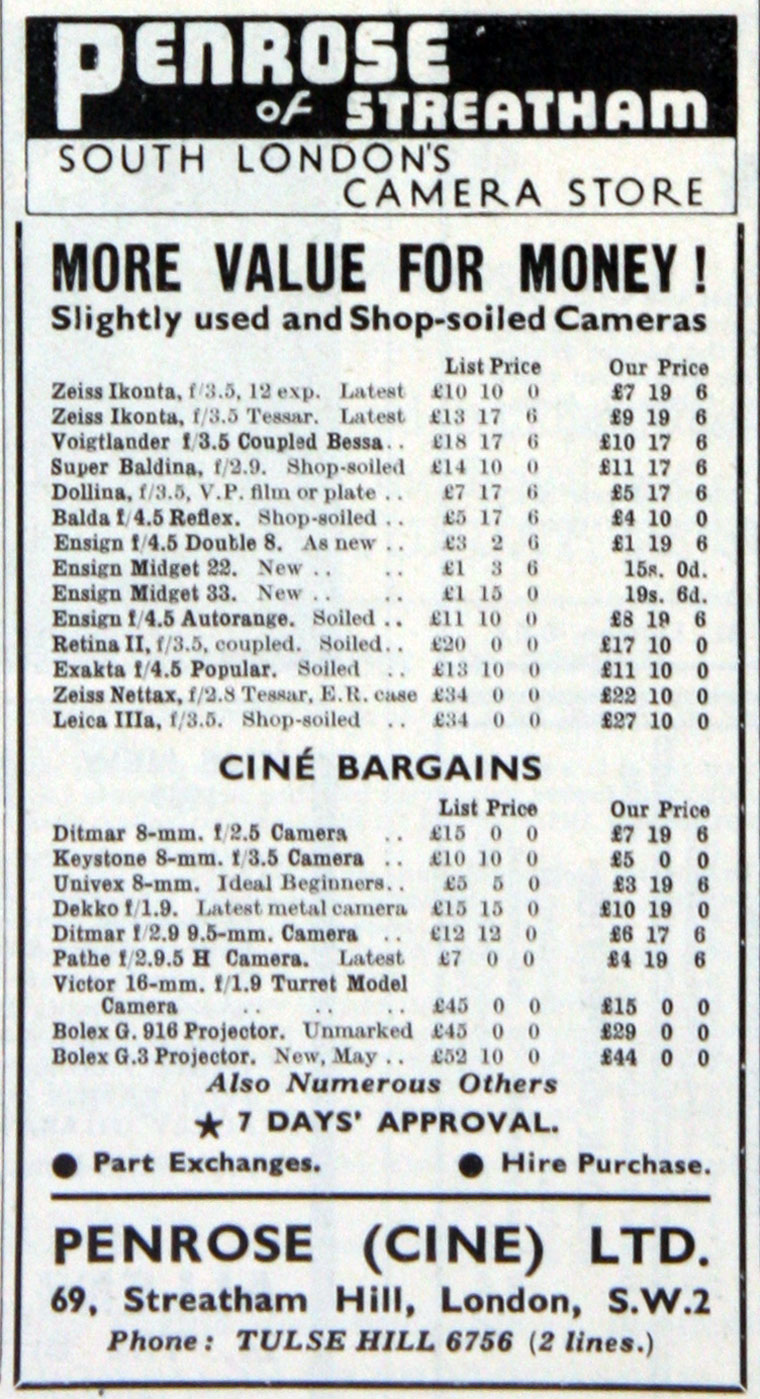 PENROSE
of STREATHAM
SOUTH LONDON'S
CAMERA STORE
MORE VALUE FOR MONEY!
Slightly used and Shop-soiled Cameras
List Price Our Price
Zeiss Ikonta, f/3.5, 12 exp. Latest £10 10 0 £7 19 6
Zeiss Ikonta, f/3.5 Tessar. Latest £13 17 6 £9 19 6
Voigtlander f/3.5 Coupled Bessa.. £18 17 6 £10 17 6
Super Baldina, f/2.9. Shop-soiled £14 10 0 £11 17 6
Dollina, f/3.5, V.P. film or plate .. £7 17 6 £5 17 6
Balda f/4.5 Reflex. Shop-soiled .. £5 17 6 £4 10 0
Ensign f/4.5 Double 8. As new .. £3 2 6 £1 19 6
Ensign Midget 22. New .. .. £1 3 6 15s. 0d.
Ensign Midget 33. New .. .. £1 15 0 19s. 6d.
Ensign f/4.5 Autorange. Soiled .. £11 10 0 £8 19 6
Retina II, f/3.5, coupled. Soiled.. £20 0 0 £17 10 0
Exakta f/4.5 Popular. Soiled .. £13 10 0 £11 10 0
Zeiss Nettax, f/2.8 Tessar, E.R. case £34 0 0 £22 10 0
Leica IIIa, f/3.5. Shop-soiled .. £34 0 0 £27 10 0
CINÉ BARGAINS
List Price Our Price
Ditmar 8-mm. f/2.5 Camera .. £15 0 0 £7 19 6
Keystone 8-mm. f/3.5 Camera .. £10 10 0 £5 0 0
Univex 8-mm. Ideal Beginners.. £5 5 0 £3 19 6
Dekko f/1.9. Latest metal camera £15 15 0 £10 19 0
Ditmar f/2.9 9.5-mm. Camera .. £12 12 0 £6 17 6
Pathe f/2.9.5 H Camera. Latest £7 0 0 £4 19 6
Victor 16-mm. f/1.9 Turret Model
Camera .. .. .. £45 0 0 £15 0 0
Bolex G. 916 Projector. Unmarked £45 0 0 £29 0 0
Bolex G.3 Projector. New, May .. £52 10 0 £44 0 0
Also Numerous Others
★ 7 DAYS' APPROVAL.
● Part Exchanges. ● Hire Purchase.
PENROSE (CINE) LTD.
69, Streatham Hill, London, S.W.2
Phone: TULSE HILL 6756 (2 lines.)